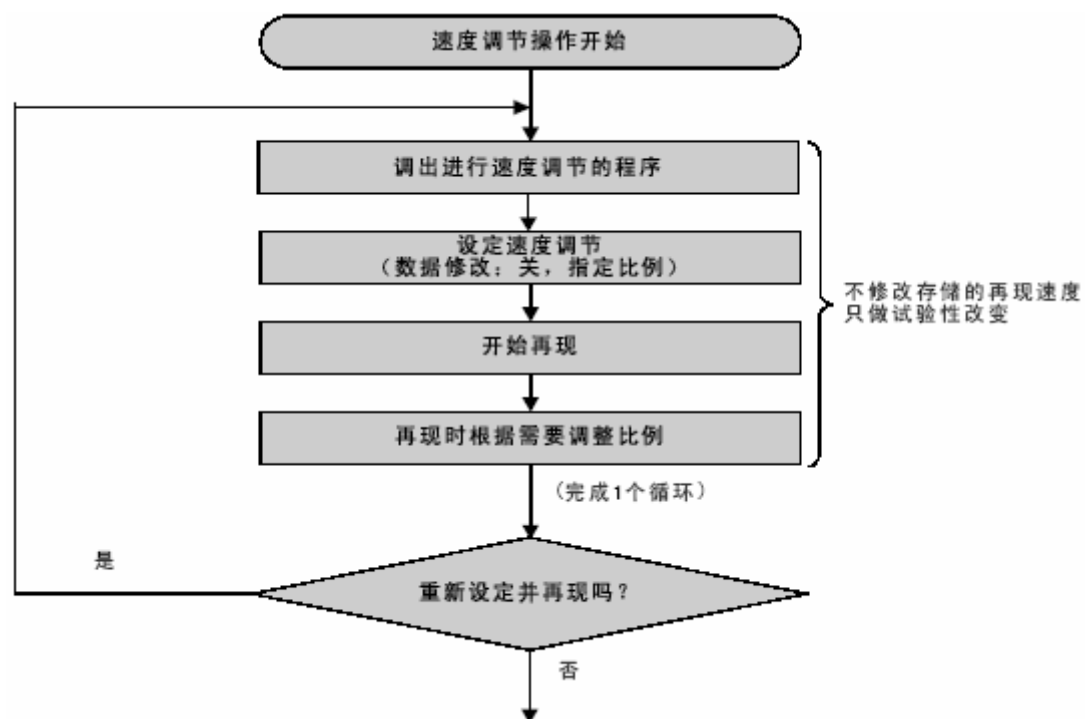 速度调节操作开始
调出进行速度调节的程序
设定速度调节
（数据修改：关，指定比例）
不修改存储的再现速度
只做试验性改变
开始再现
再现时根据需要调整比例
（完成1个循环）
是
重新设定并再现吗？
否